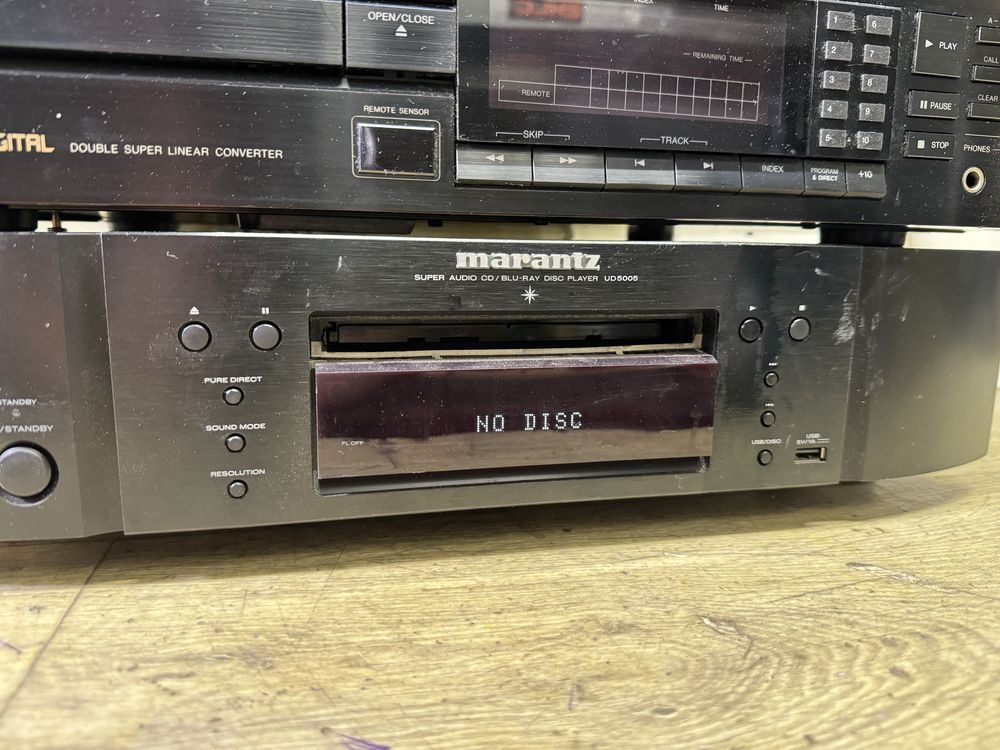 INDEX
TIME
OPEN/CLOSE
REMAINING TIME
REMOTE
REMOTE SENSOR
DOUBLE SUPER LINEAR CONVERTER
SKIP
TRACK
INDEX
PROGRAM
& DIRECT
+10
1 6
2 7
3 8
4 9
5 10
PLAY
PAUSE
STOP
A
CALL
CLEAR
PHONES
marantz
SUPER AUDIO CD/BLU-RAY DISC PLAYER UD5005
PURE DIRECT
SOUND MODE
RESOLUTION
STANDBY
/STANDBY
NO DISC
FL OFF
USB/DISC
USB
5V/1A